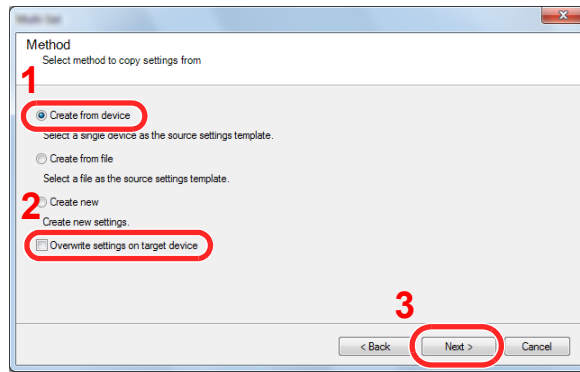 Multi-Set
Method
Select method to copy settings from
1
Create from device
Select a single device as the source settings template.
Create from file
Select a file as the source settings template.
2
Create new
Create new settings.
Overwrite settings on target device
3
< Back
Next >
Cancel